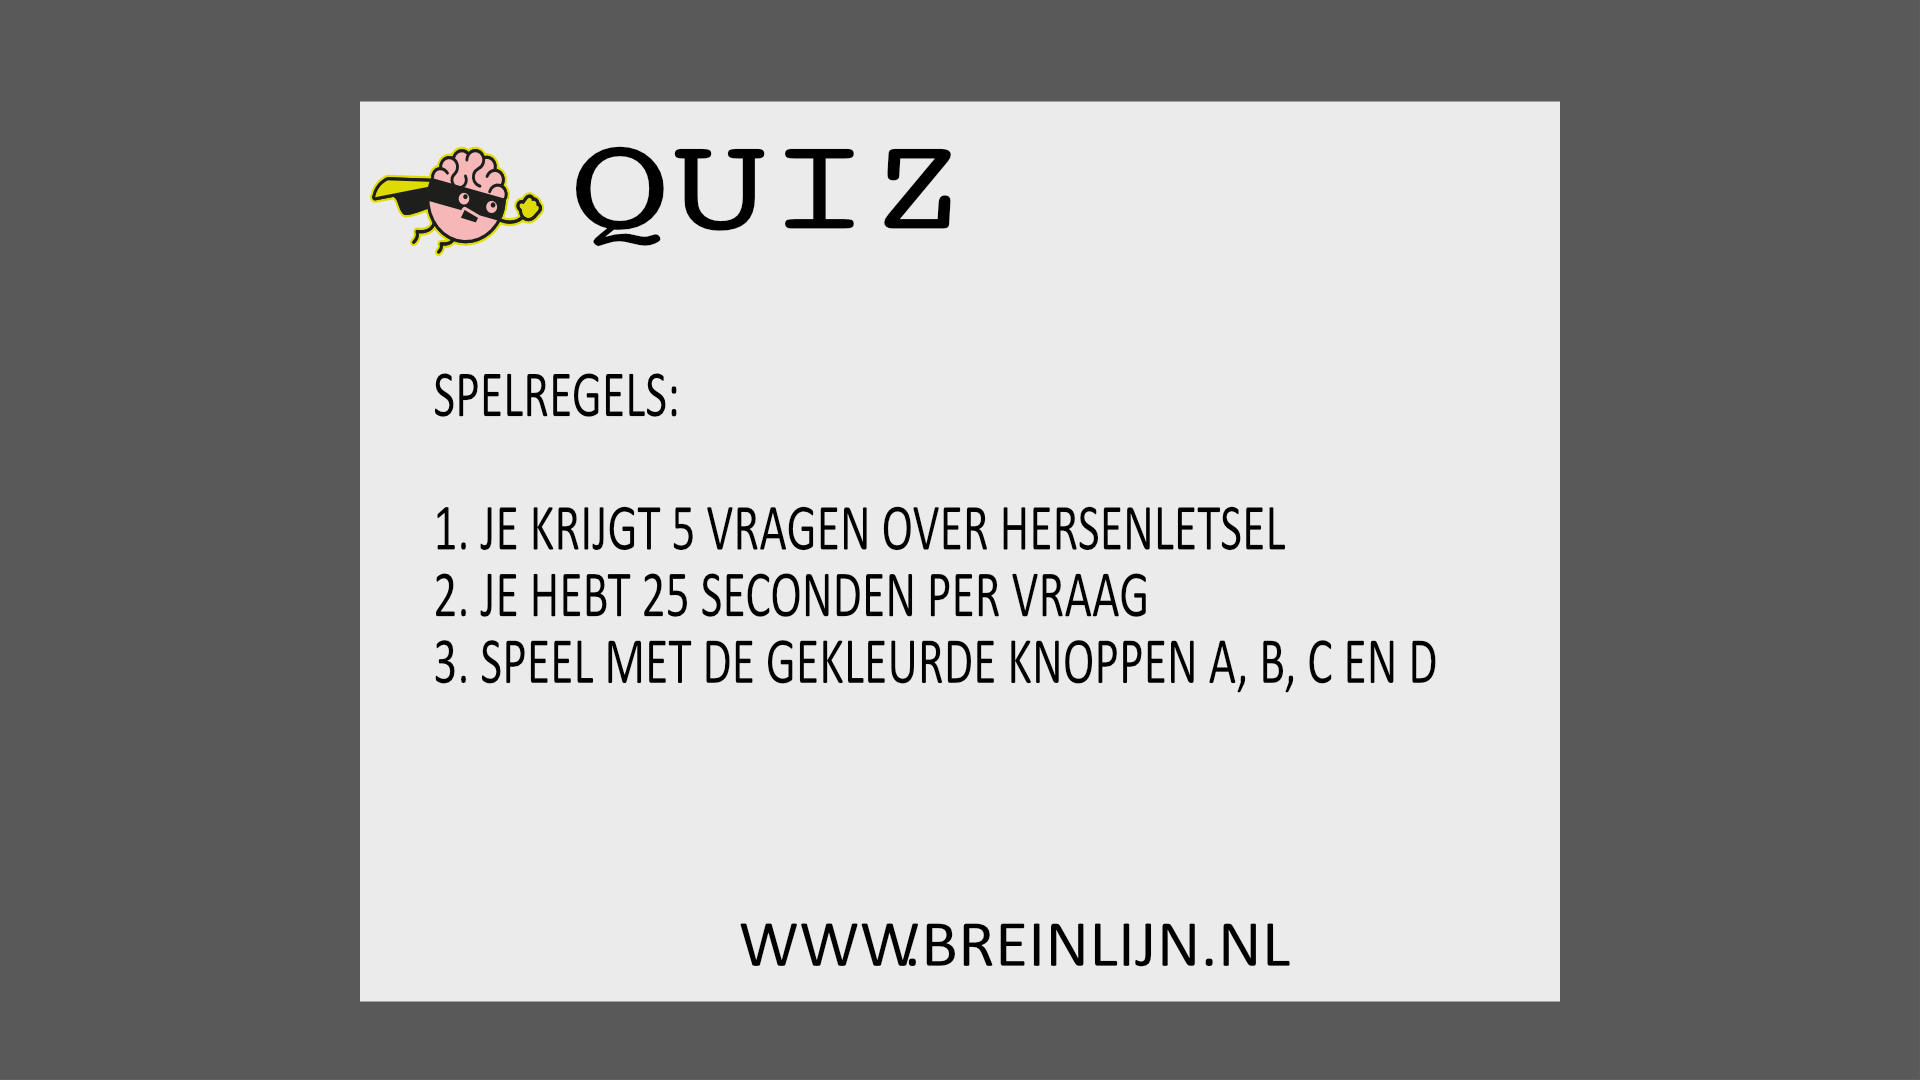 QUIZ
SPELREGELS:
1. JE KRIJGT 5 VRAGEN OVER HERSENLETSEL
2. JE HEBT 25 SECONDEN PER VRAAG
3. SPEEL MET DE GEKLEURDE KNOPPEN A, B, C EN D
WWW.BREINLIJN.NL